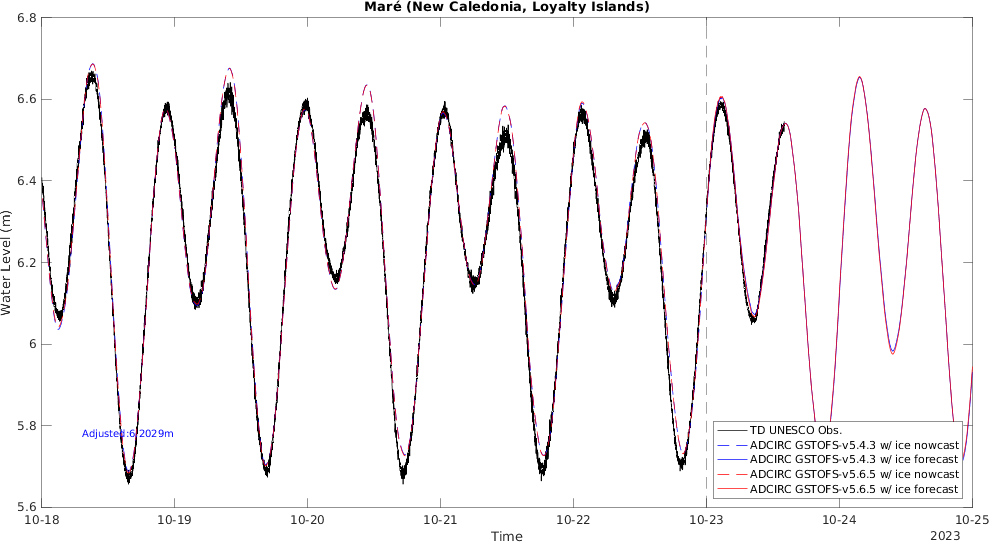 Maré (New Caledonia, Loyalty Islands)
Water Level (m)
6.8
6.6
6.4
6.2
6
5.8
5.6
Adjusted:6.2029m
TD UNESCO Obs.
ADCIRC GSTOFS-v5.4.3 w/ ice nowcast
ADCIRC GSTOFS-v5.4.3 w/ ice forecast
ADCIRC GSTOFS-v5.6.5 w/ ice nowcast
ADCIRC GSTOFS-v5.6.5 w/ ice forecast
10-18 10-19 10-20 10-21 10-22 10-23 10-24 10-25
Time
2023